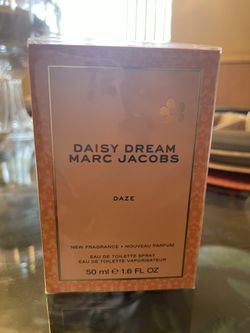 DAISY DREAM
MARC JACOBS
DAZE
NEW FRAGRANCE • NOUVEAU PARFUM
EAU DE TOILETTE SPRAY
EAU DE TOILETTE VAPORISATEUR
50 ml ℮ 1.6 FL OZ